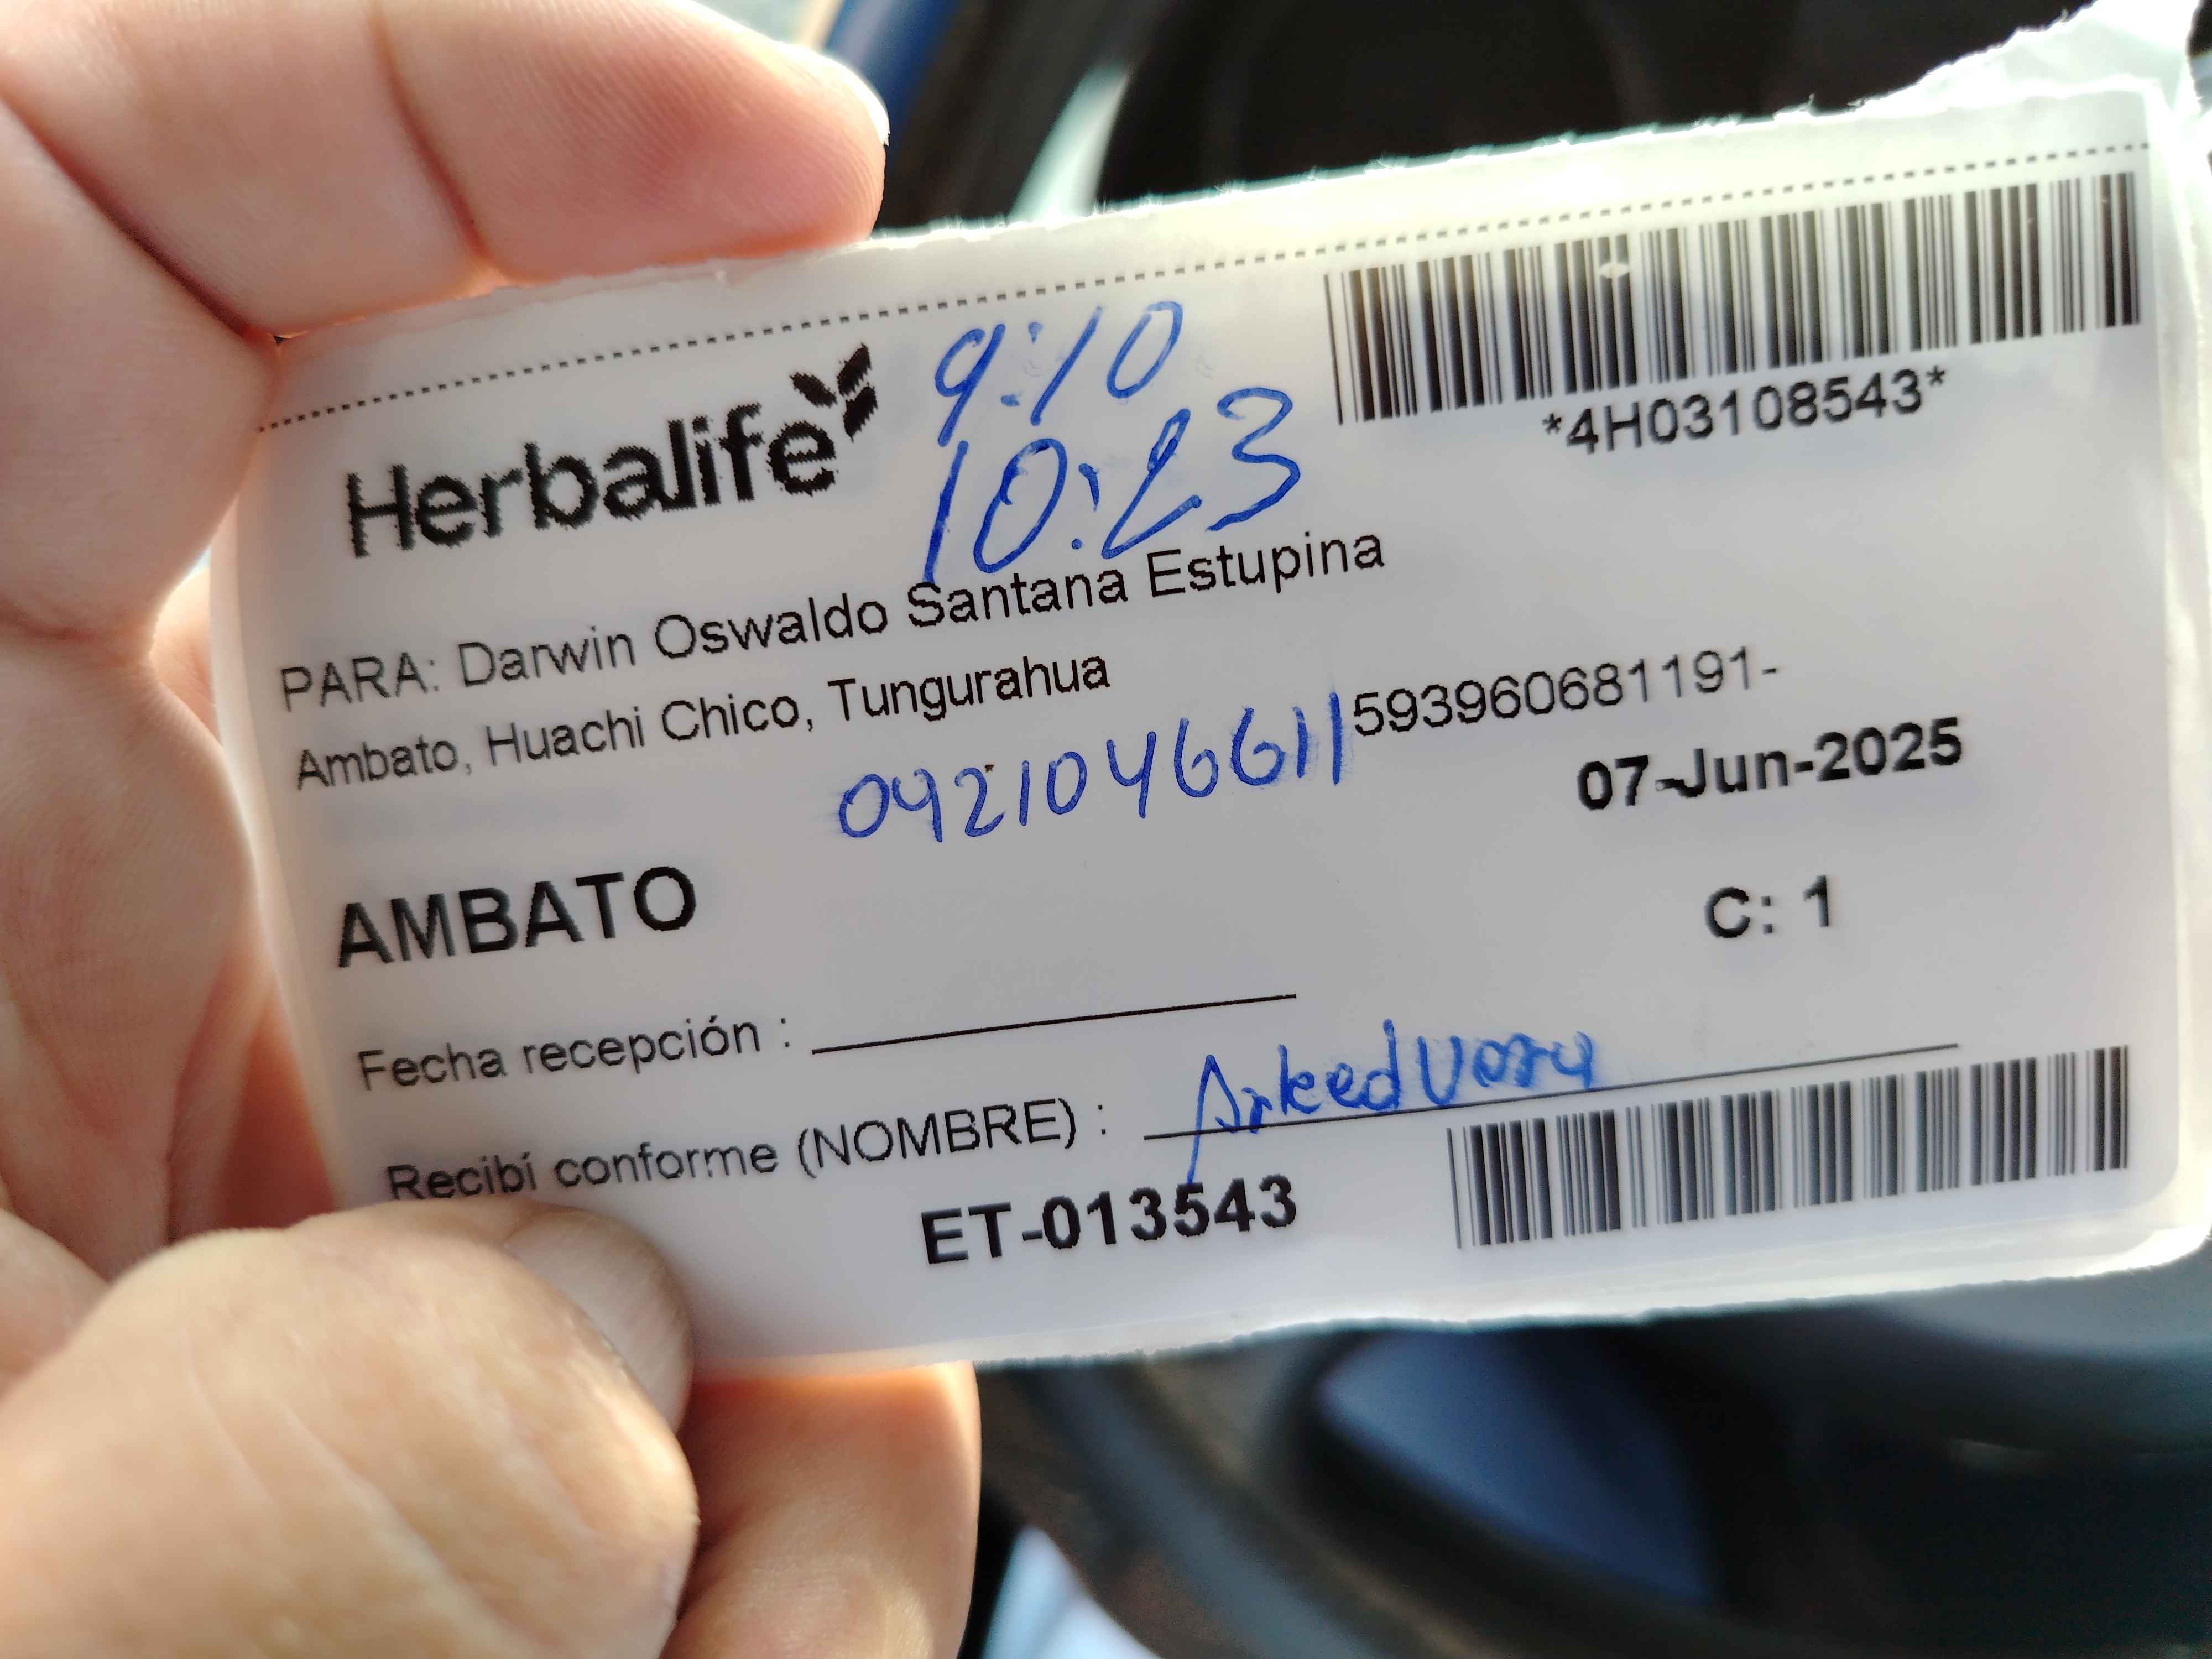 Herbalife
9:10
10:23
*4H03108543*
PARA: Darwin Oswaldo Santana Estupina
Ambato, Huachi Chico, Tungurahua
593960681191-
07-Jun-2025
AMBATO
C: 1
Fecha recepción :
Recibí conforme (NOMBRE) :
ET-013543